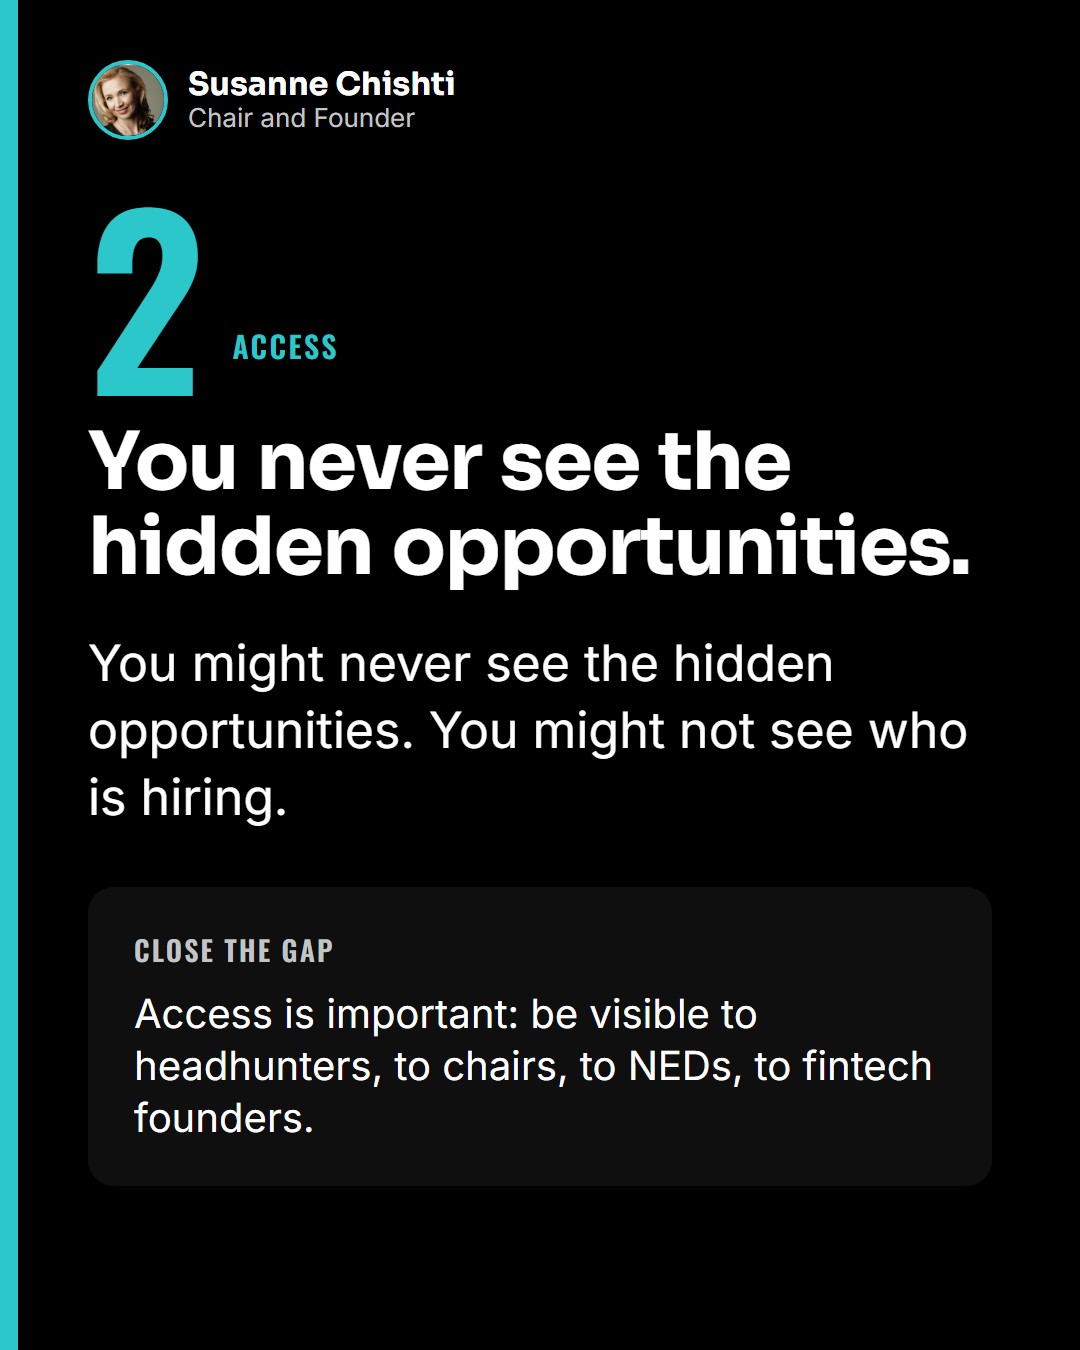 Susanne Chishti
Chair and Founder
2
ACCESS
You never see the
hidden opportunities.
You might never see the hidden
opportunities. You might not see who
is hiring.
CLOSE THE GAP
Access is important: be visible to
headhunters, to chairs, to NEDs, to fintech
founders.